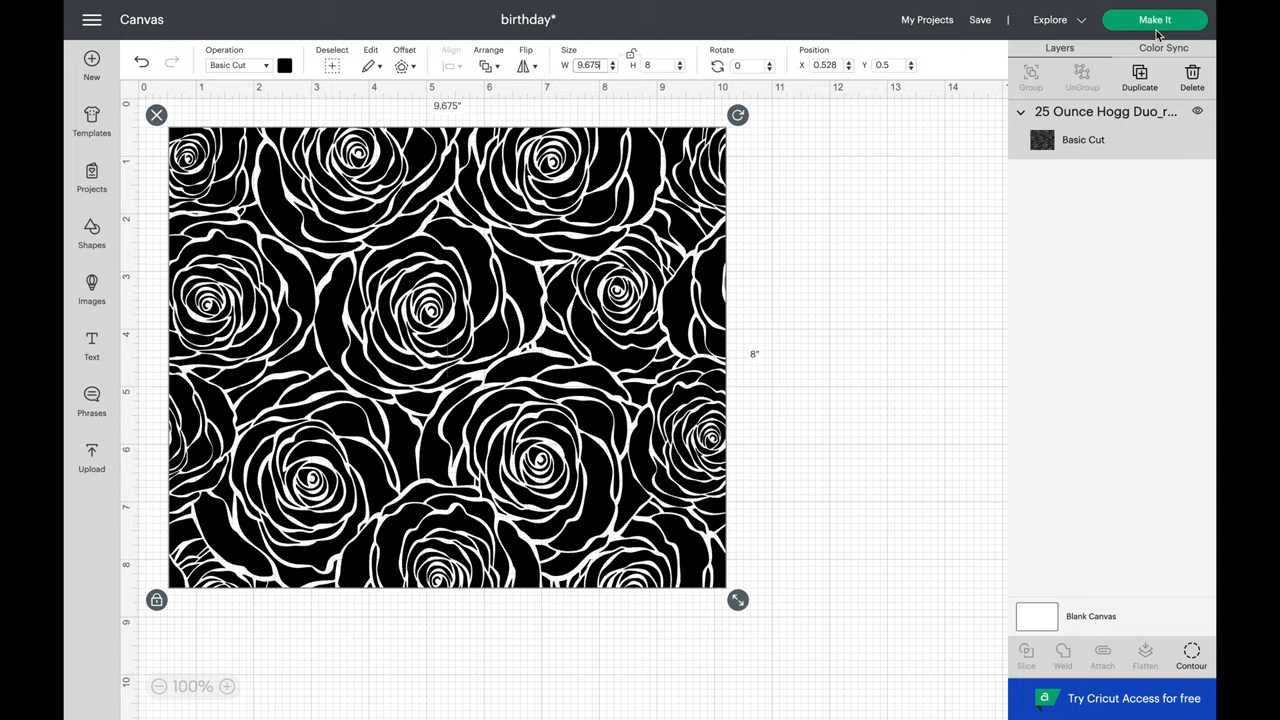 Canvas
birthday*
My Projects
Save
|
Explore
Make It
Operation
Basic Cut
Deselect
Edit
Offset
Align
Arrange
Flip
Size
W 9.675
H 8
Rotate
0
Position
X 0.528
Y 0.5
Layers
Color Sync
Group
UnGroup
Duplicate
Delete
25 Ounce Hogg Duo_r...
Basic Cut
New
Templates
Projects
Shapes
Images
Text
Phrases
Upload
0 1 2 3 4 5 6 7 8 9 10 11 12 13 14
0
1
2
3
4
5
6
7
8
9
10
9.675"
8"
100%
Blank Canvas
Slice
Weld
Attach
Flatten
Contour
a
Try Cricut Access for free